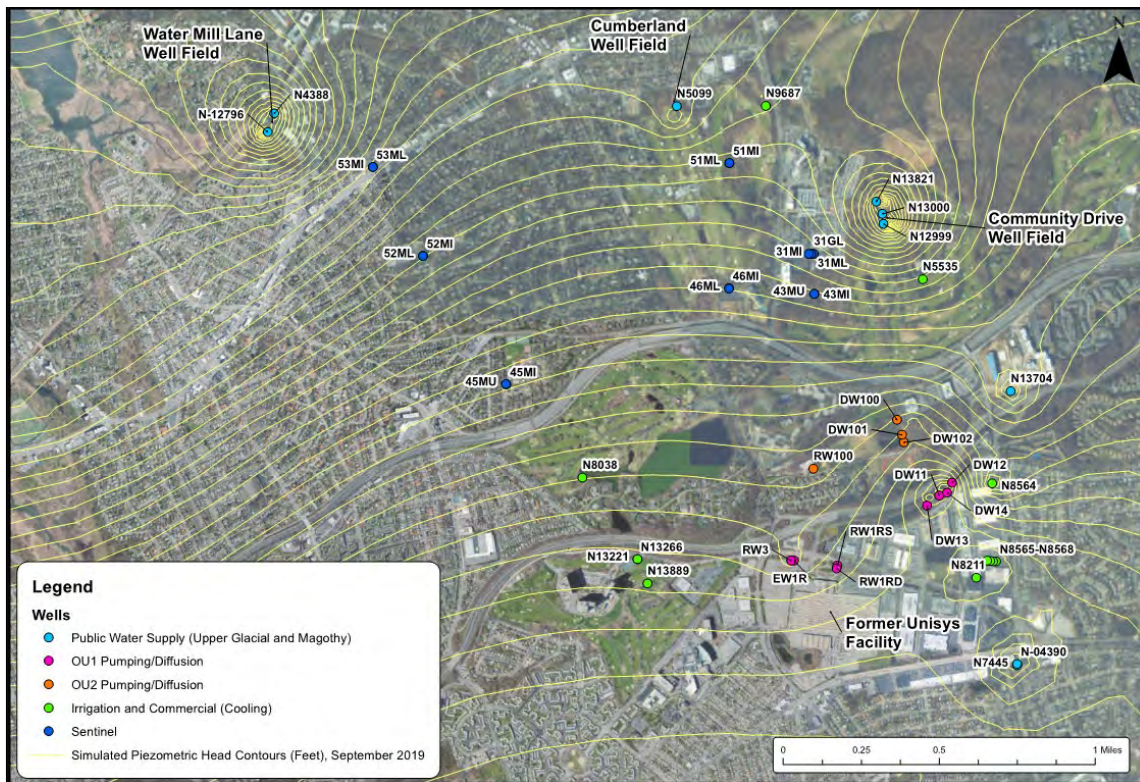 Water Mill Lane
Well Field
Cumberland
Well Field
N
N4388
N-12796
N5099
N9687
53ML
53MI
51MI
51ML
N13821
N13000
Community Drive
Well Field
N12999
52MI
52ML
31GL
31MI
31ML
46MI
46ML
43MU
43MI
N5535
45MI
45MU
N13704
DW100
DW101
DW102
RW100
N8038
DW12
DW11
N8564
DW14
DW13
RW1RS
RW3
N13266
N13221
EW1R
RW1RD
N8565-N8568
N8211
N13889
Former Unisys
Facility
N-04390
N7445
Legend
Wells
Public Water Supply (Upper Glacial and Magothy)
OU1 Pumping/Diffusion
OU2 Pumping/Diffusion
Irrigation and Commercial (Cooling)
Sentinel
Simulated Piezometric Head Contours (Feet), September 2019
0 0.25 0.5 1 Miles